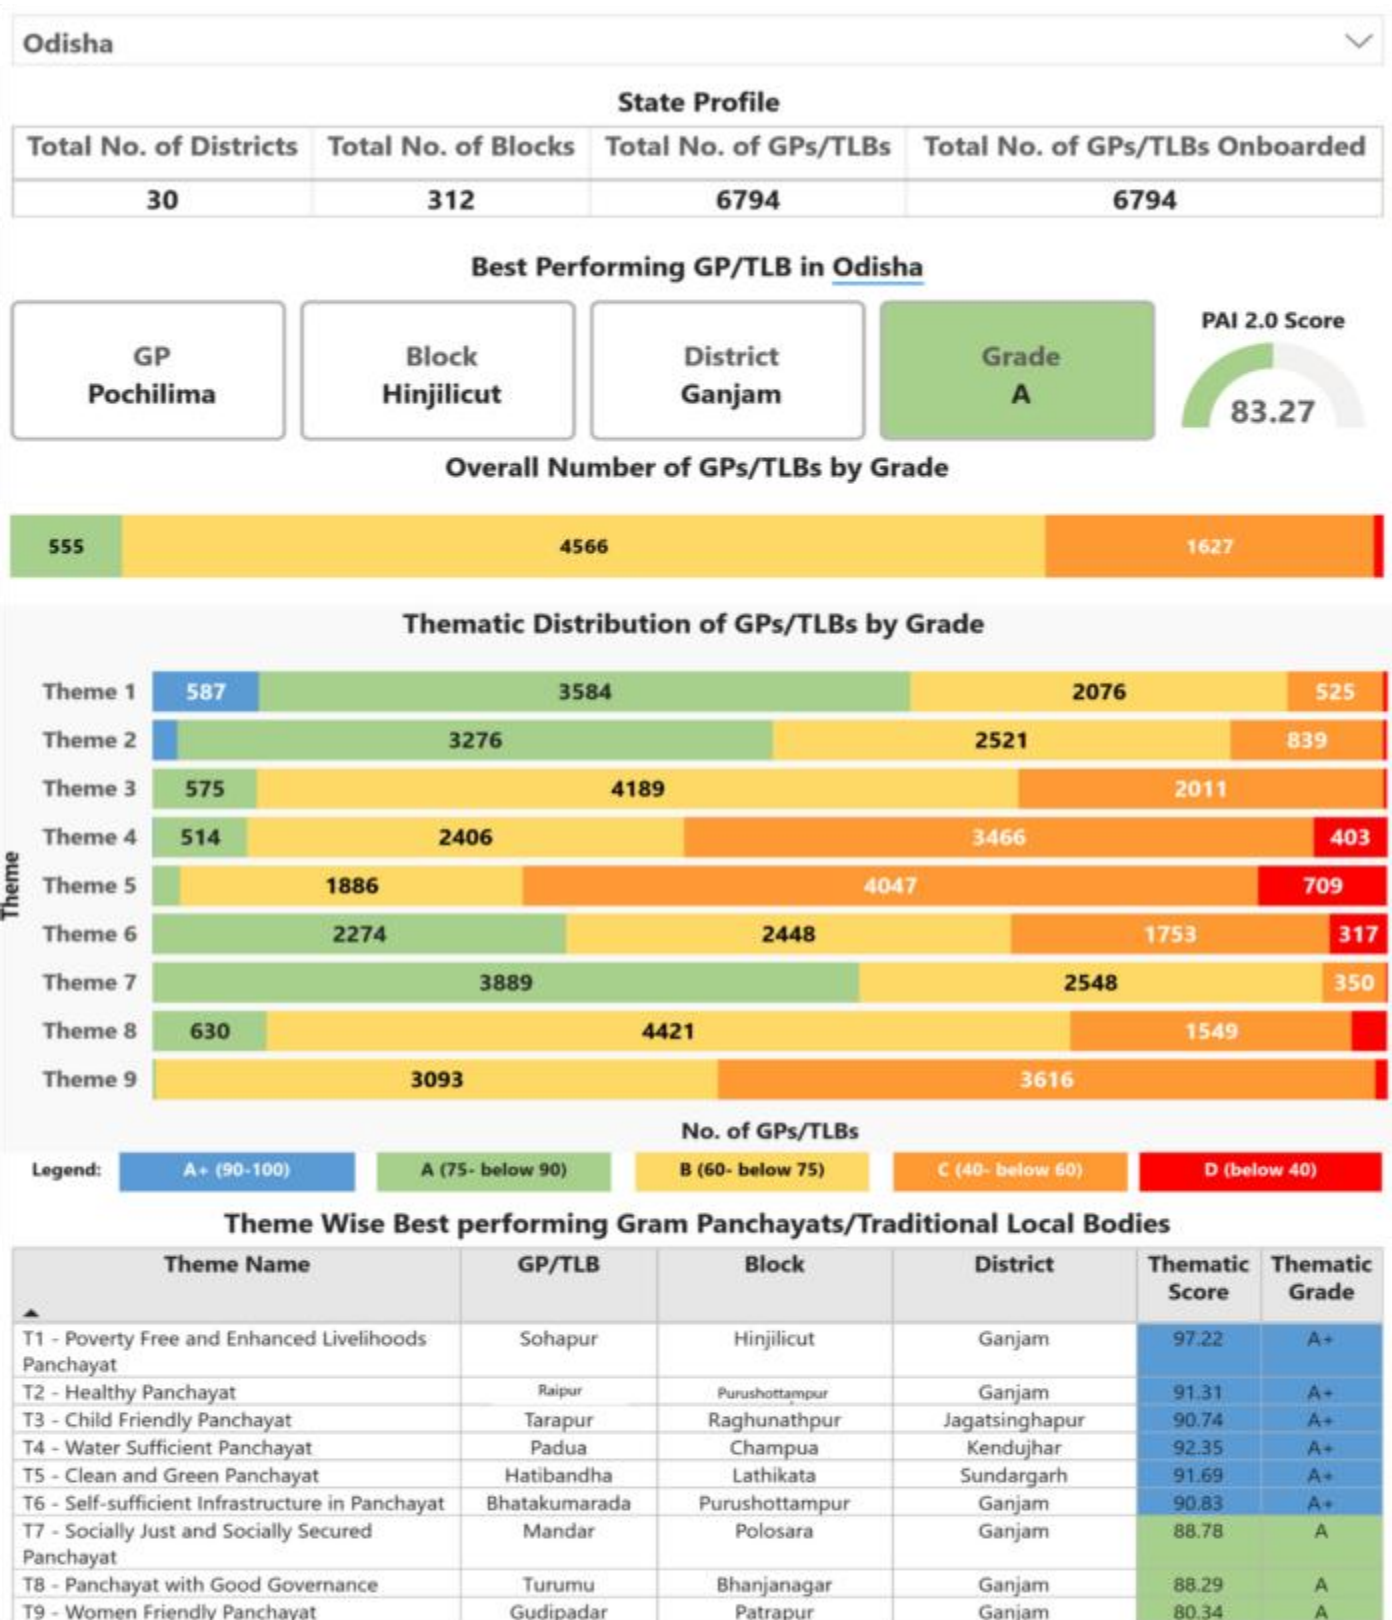 Odisha
State Profile
Total No. of Districts Total No. of Blocks Total No. of GPs/TLBs Total No. of GPs/TLBs Onboarded
30 312 6794 6794
Best Performing GP/TLB in Odisha
PAI 2.0 Score
GP Block District Grade
Pochilima Hinjilicut Ganjam A
83.27
Overall Number of GPs/TLBs by Grade
555 4566 1627
Thematic Distribution of GPs/TLBs by Grade
Theme
Theme 1 587 3584 2076 525
Theme 2 3276 2521 839
Theme 3 575 4189 2011
Theme 4 514 2406 3466 403
Theme 5 1886 4047 709
Theme 6 2274 2448 1753 317
Theme 7 3889 2548 350
Theme 8 630 4421 1549
Theme 9 3093 3616
No. of GPs/TLBs
Legend: A+ (90-100) A (75- below 90) B (60- below 75) C (40- below 60) D (below 40)
Theme Wise Best performing Gram Panchayats/Traditional Local Bodies
Theme Name GP/TLB Block District Thematic Thematic
Score Grade
T1 - Poverty Free and Enhanced Livelihoods Sohapur Hinjilicut Ganjam 97.22 A+
Panchayat
T2 - Healthy Panchayat Raipur Purushottampur Ganjam 91.31 A+
T3 - Child Friendly Panchayat Tarapur Raghunathpur Jagatsinghapur 90.74 A+
T4 - Water Sufficient Panchayat Padua Champua Kendujhar 92.35 A+
T5 - Clean and Green Panchayat Hatibandha Lathikata Sundargarh 91.69 A+
T6 - Self-sufficient Infrastructure in Panchayat Bhatakumarada Purushottampur Ganjam 90.83 A+
T7 - Socially Just and Socially Secured Mandar Polosara Ganjam 88.78 A
Panchayat
T8 - Panchayat with Good Governance Turumu Bhanjanagar Ganjam 88.29 A
T9 - Women Friendly Panchayat Gudipadar Patrapur Ganjam 80.34 A